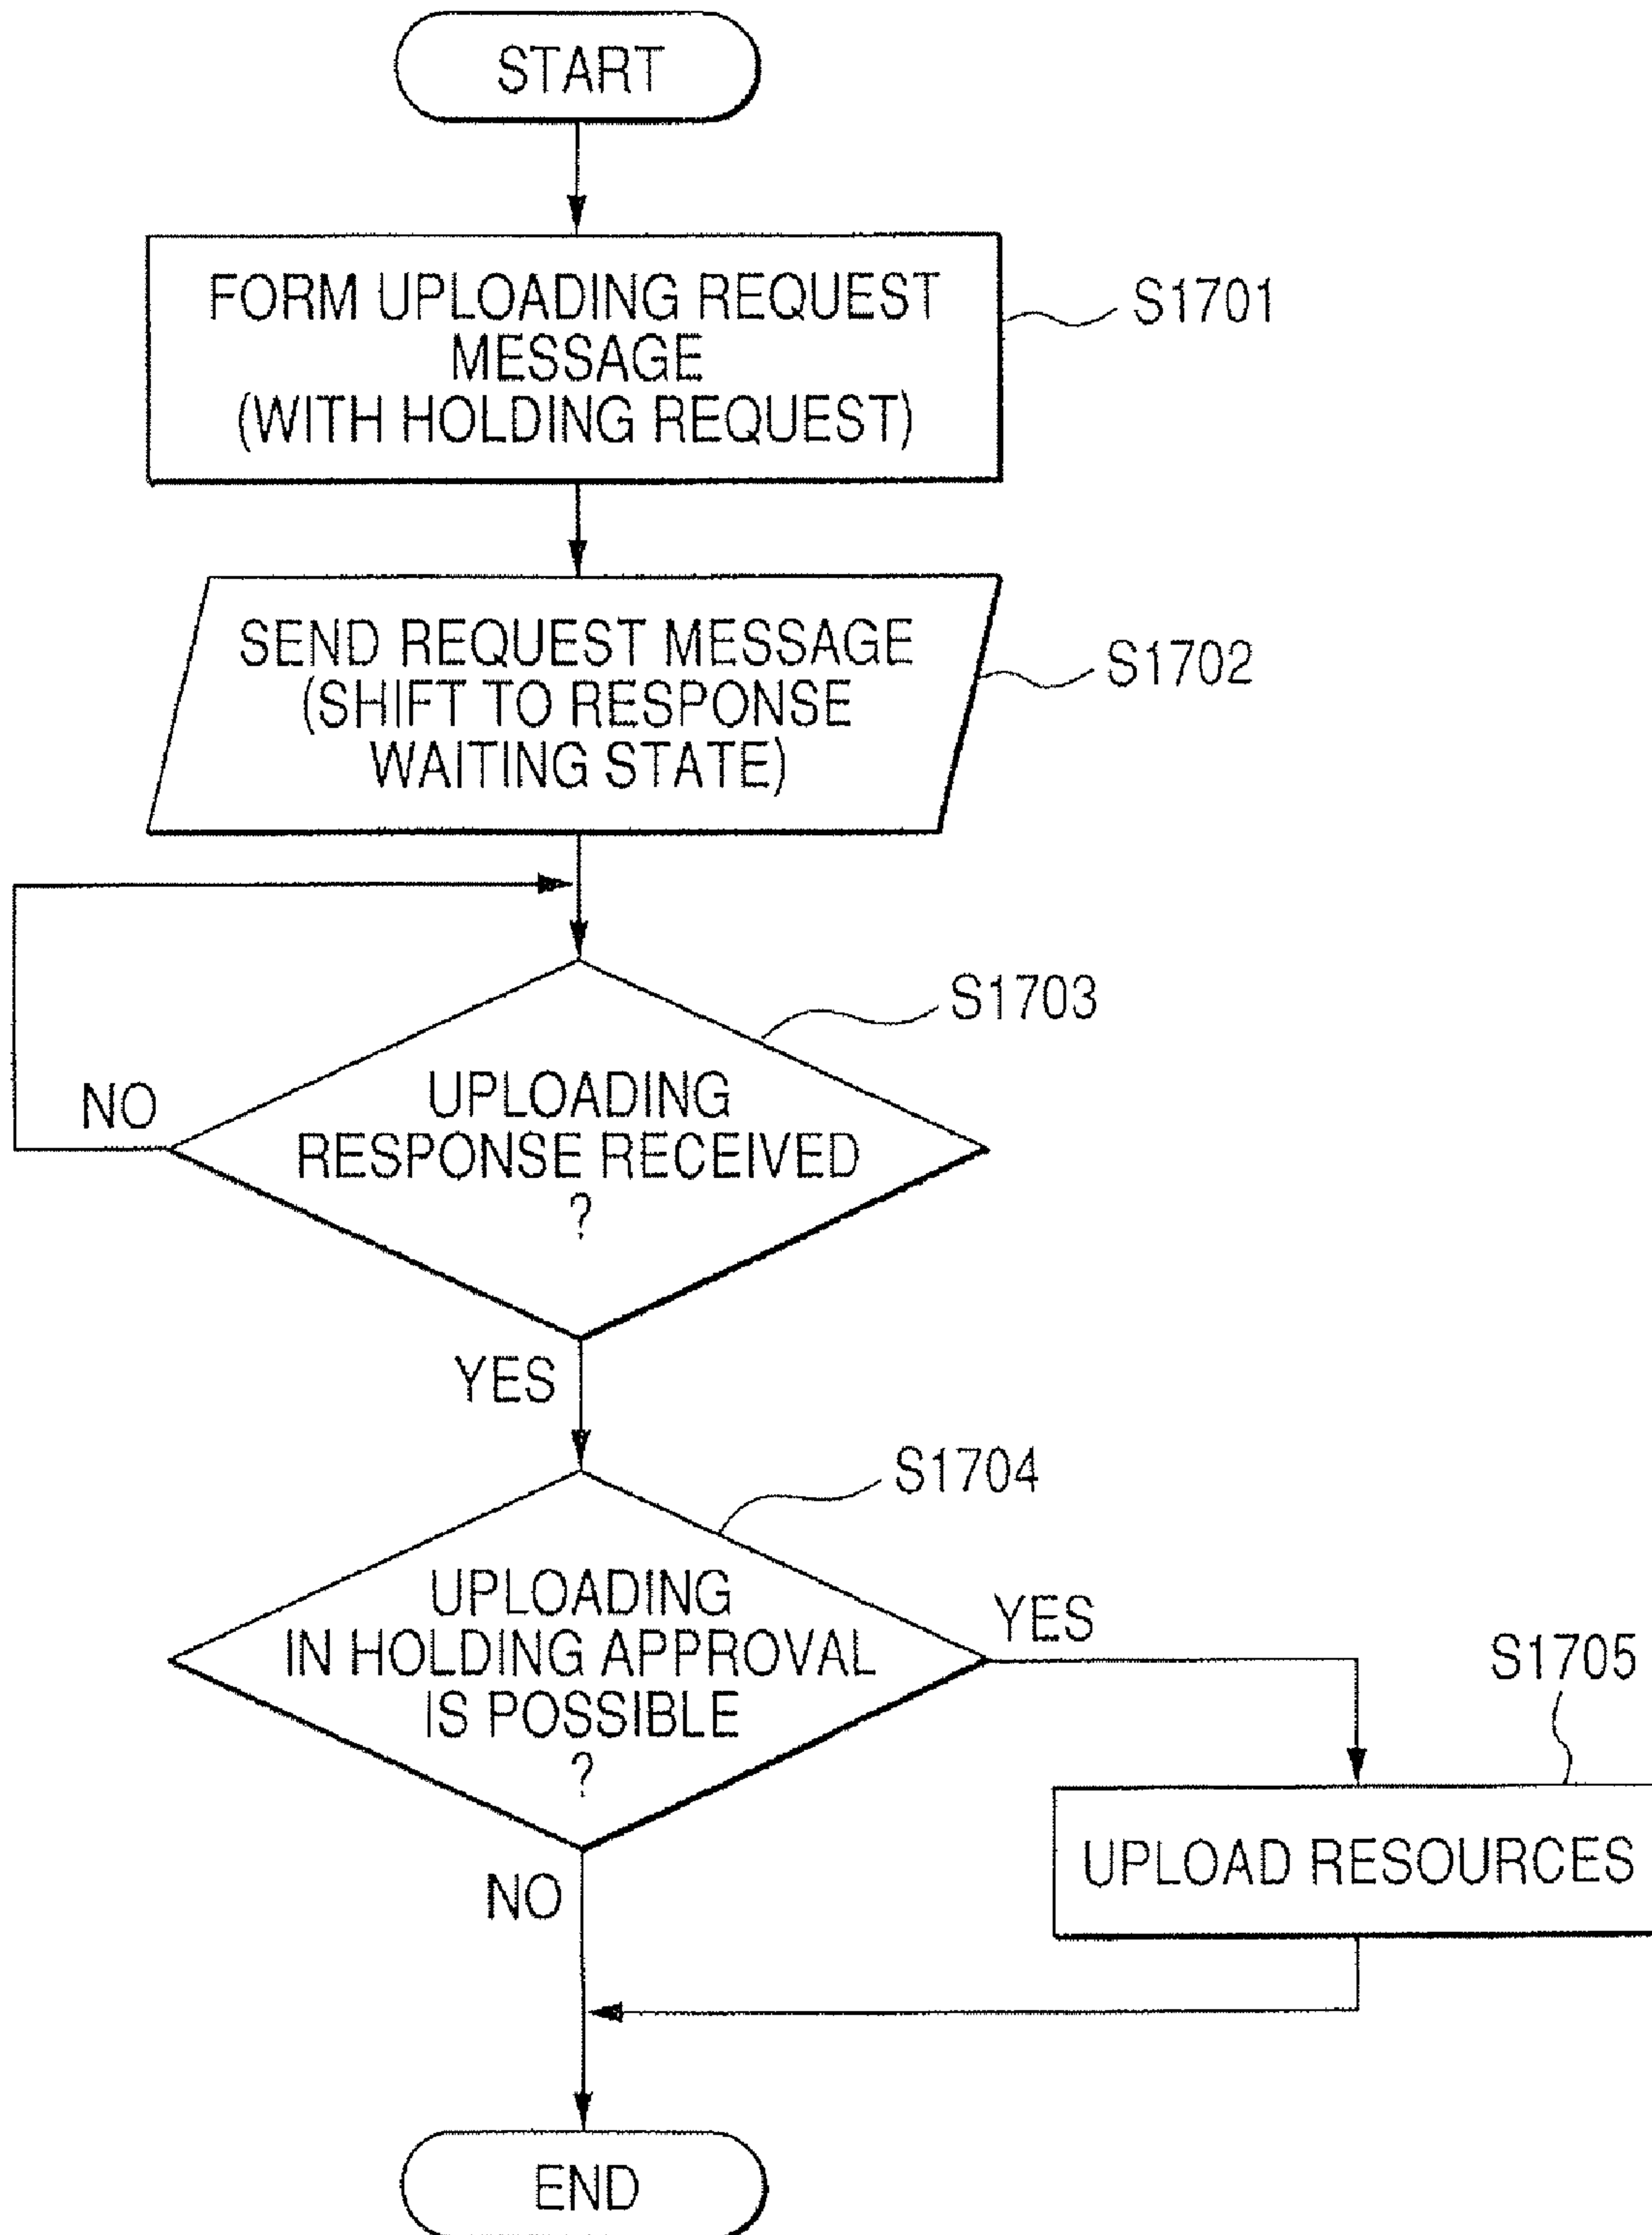 START
FORM UPLOADING REQUEST
MESSAGE
(WITH HOLDING REQUEST)
S1701
SEND REQUEST MESSAGE
(SHIFT TO RESPONSE
WAITING STATE)
S1702
S1703
NO
UPLOADING
RESPONSE RECEIVED
?
YES
S1704
UPLOADING
IN HOLDING APPROVAL
IS POSSIBLE
?
YES
S1705
UPLOAD RESOURCES
NO
END